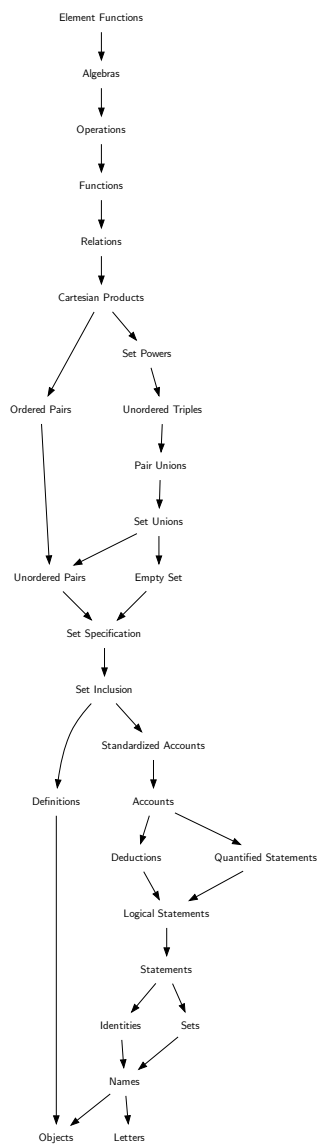 Element Functions
Algebras
Operations
Functions
Relations
Cartesian Products
Set Powers
Ordered Pairs
Unordered Triples
Pair Unions
Set Unions
Unordered Pairs
Empty Set
Set Specification
Set Inclusion
Standardized Accounts
Definitions
Accounts
Deductions
Quantified Statements
Logical Statements
Statements
Identities
Sets
Names
Objects
Letters